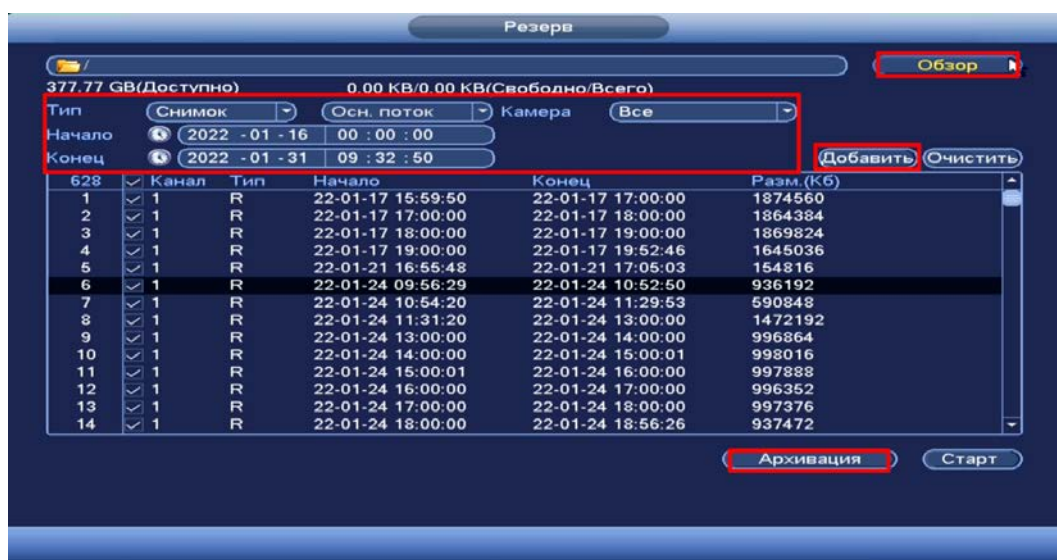 Резерв
/ Обзор
377.77 GB(Доступно) 0.00 KB/0.00 KB(Свободно/Всего)
Тип Снимок Осн. поток Камера Все
Начало 2022 -01 -16 00 :00 :00
Конец 2022 -01 -31 09 :32 :50 Добавить Очистить
628 Канал Тип Начало Конец Разм.(Кб)
1 1 R 22-01-17 15:59:50 22-01-17 17:00:00 1874560
2 1 R 22-01-17 17:00:00 22-01-17 18:00:00 1864384
3 1 R 22-01-17 18:00:00 22-01-17 19:00:00 1869824
4 1 R 22-01-17 19:00:00 22-01-17 19:52:46 1645036
5 1 R 22-01-21 16:55:48 22-01-21 17:05:03 154816
6 1 R 22-01-24 09:56:29 22-01-24 10:52:50 936192
7 1 R 22-01-24 10:54:20 22-01-24 11:29:53 590848
8 1 R 22-01-24 11:31:20 22-01-24 13:00:00 1472192
9 1 R 22-01-24 13:00:00 22-01-24 14:00:00 996864
10 1 R 22-01-24 14:00:00 22-01-24 15:00:01 998016
11 1 R 22-01-24 15:00:01 22-01-24 16:00:00 997888
12 1 R 22-01-24 16:00:00 22-01-24 17:00:00 996352
13 1 R 22-01-24 17:00:00 22-01-24 18:00:00 997376
14 1 R 22-01-24 18:00:00 22-01-24 18:56:26 937472
Архивация Старт